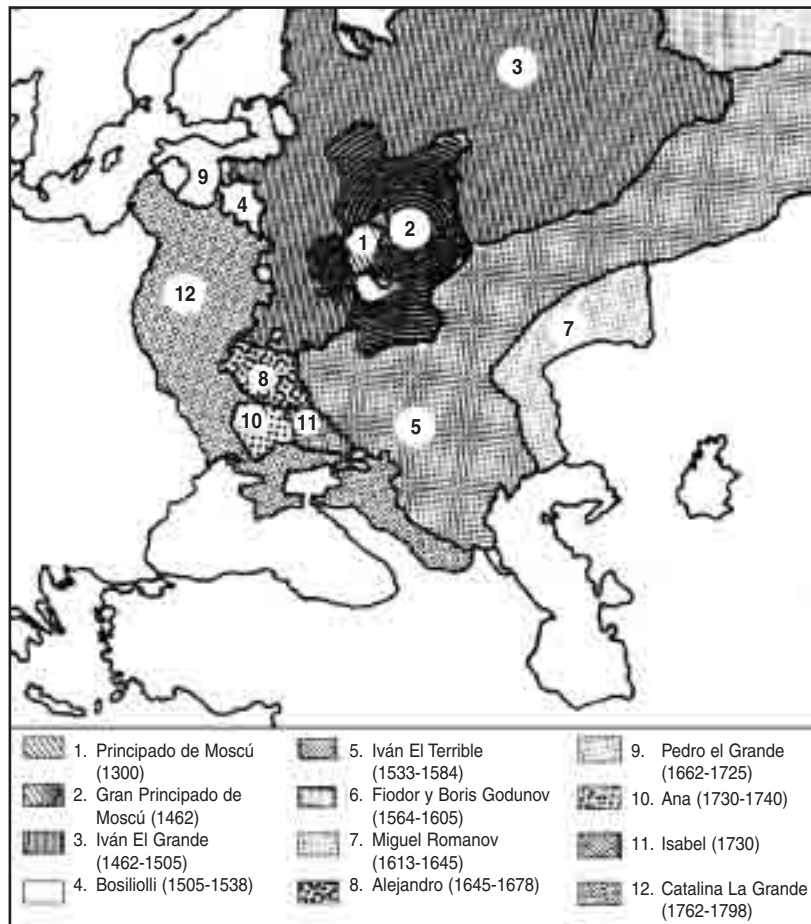 3
9
4
1
2
12
7
8
10
11
5
1. Principado de Moscú
(1300)
2. Gran Principado de
Moscú (1462)
3. Iván El Grande
(1462-1505)
4. Bosiliolli (1505-1538)
5. Iván El Terrible
(1533-1584)
6. Fiodor y Boris Godunov
(1564-1605)
7. Miguel Romanov
(1613-1645)
8. Alejandro (1645-1678)
9. Pedro el Grande
(1662-1725)
10. Ana (1730-1740)
11. Isabel (1730)
12. Catalina La Grande
(1762-1798)